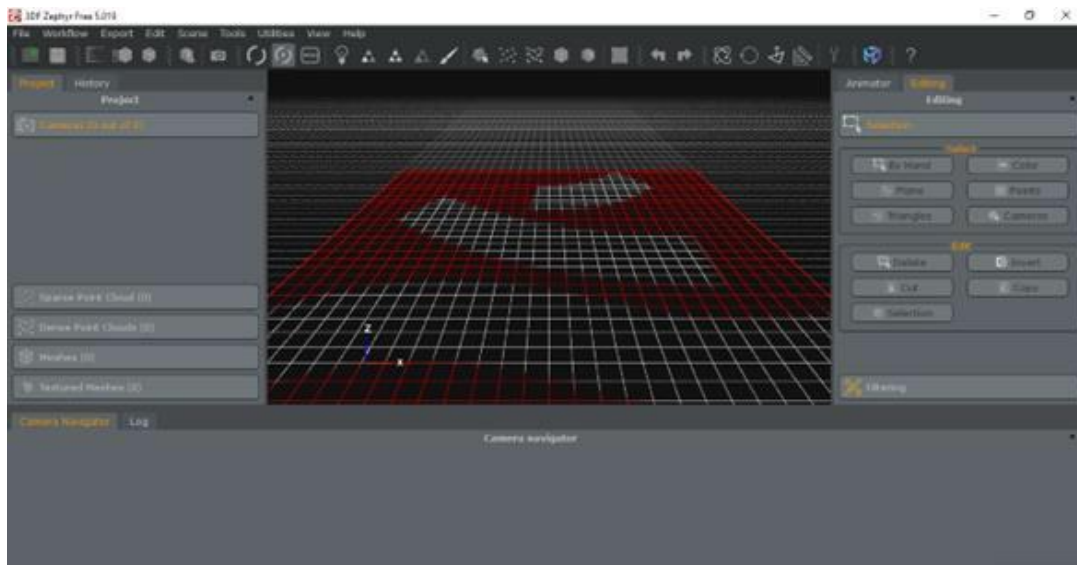 3DF Zephyr Free 5.019
File Workflow Export Edit Scene Tools Utilities View Help
Project History
Project
Cameras (0 out of 0)
Sparse Point Cloud (0)
Dense Point Clouds (0)
Meshes (0)
Textured Meshes (0)
Z
X
Animator Editing
Editing
Selection
Select
By Hand Color
Plane Points
Triangles Cameras
Edit
Delete Invert
Cut Copy
Selection
Filtering
Camera Navigator Log
Camera navigator